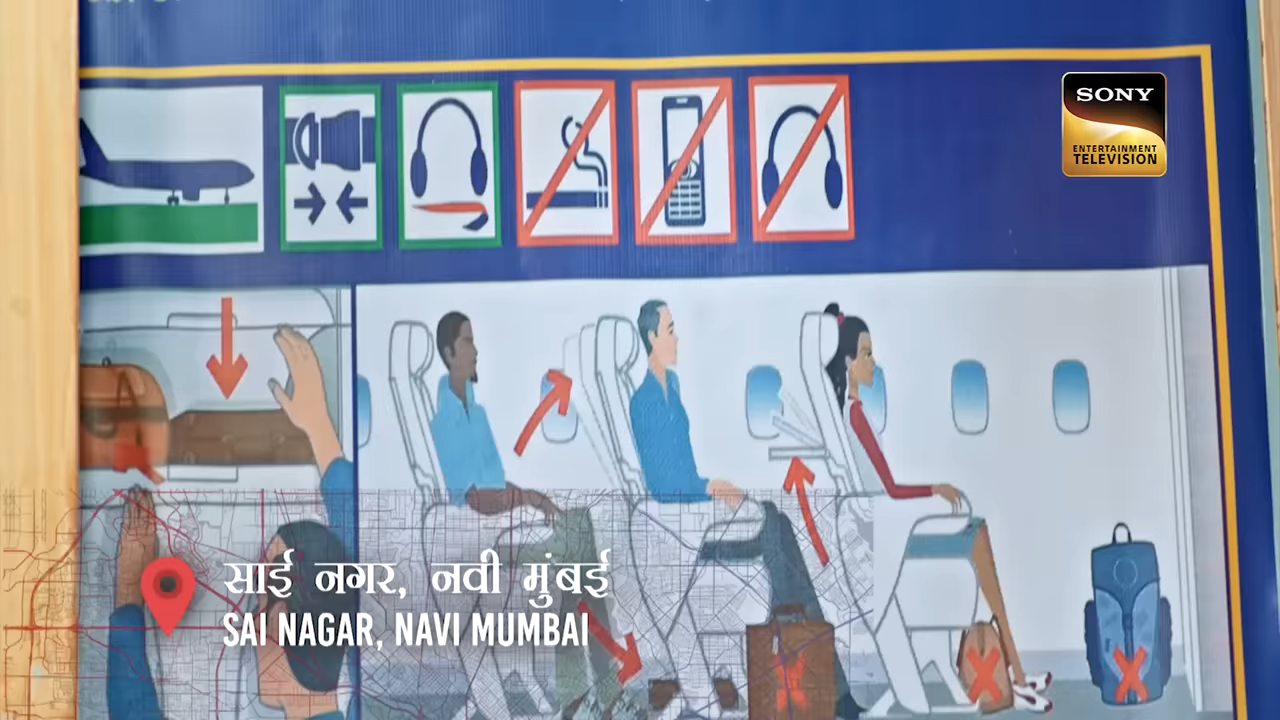 SONY
ENTERTAINMENT
TELEVISION
साई नगर, नवी मुंबई
SAI NAGAR, NAVI MUMBAI